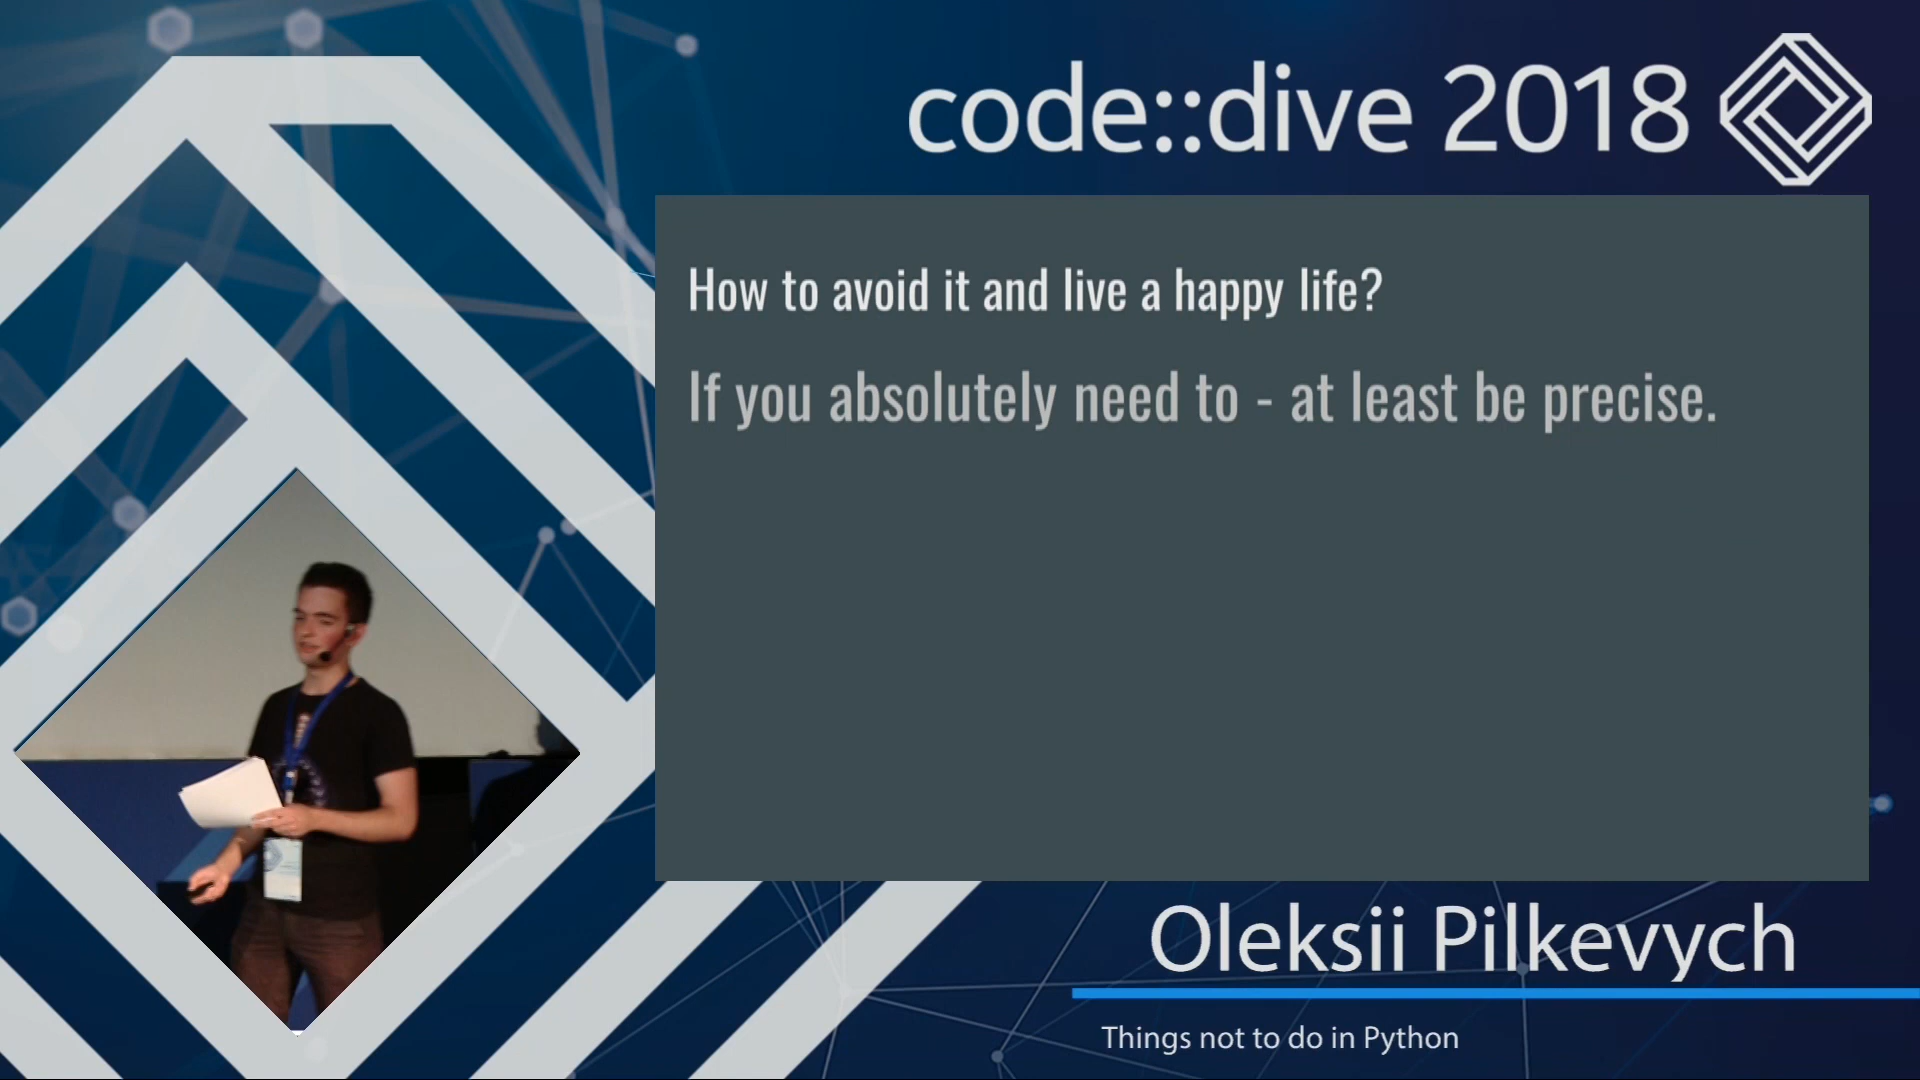 code::dive 2018
How to avoid it and live a happy life?
If you absolutely need to - at least be precise.
Oleksii Pilkevych
Things not to do in Python